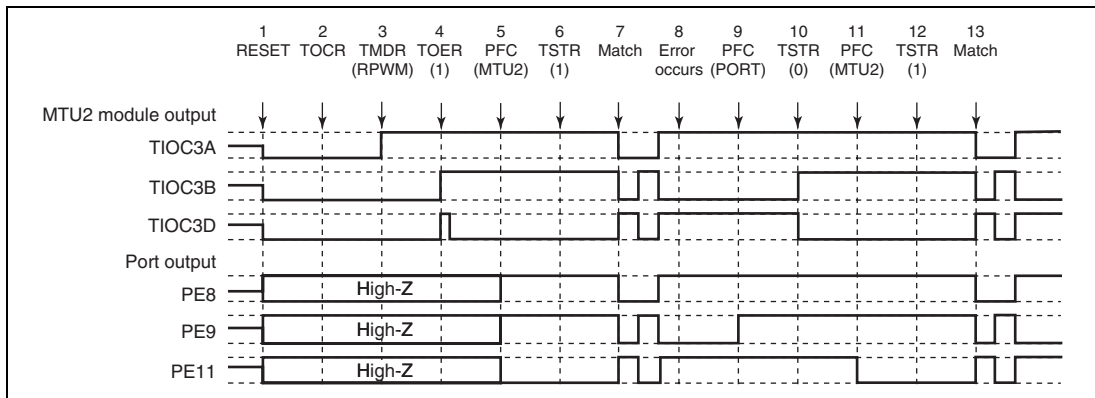 1 2 3 4 5 6 7 8 9 10 11 12 13
RESET TOCR TMDR TOER PFC TSTR Match Error PFC TSTR PFC TSTR Match
(RPWM) (1) (MTU2) (1) occurs (PORT) (0) (MTU2) (1)
MTU2 module output
TIOC3A
TIOC3B
TIOC3D
Port output
PE8 High-Z
PE9 High-Z
PE11 High-Z